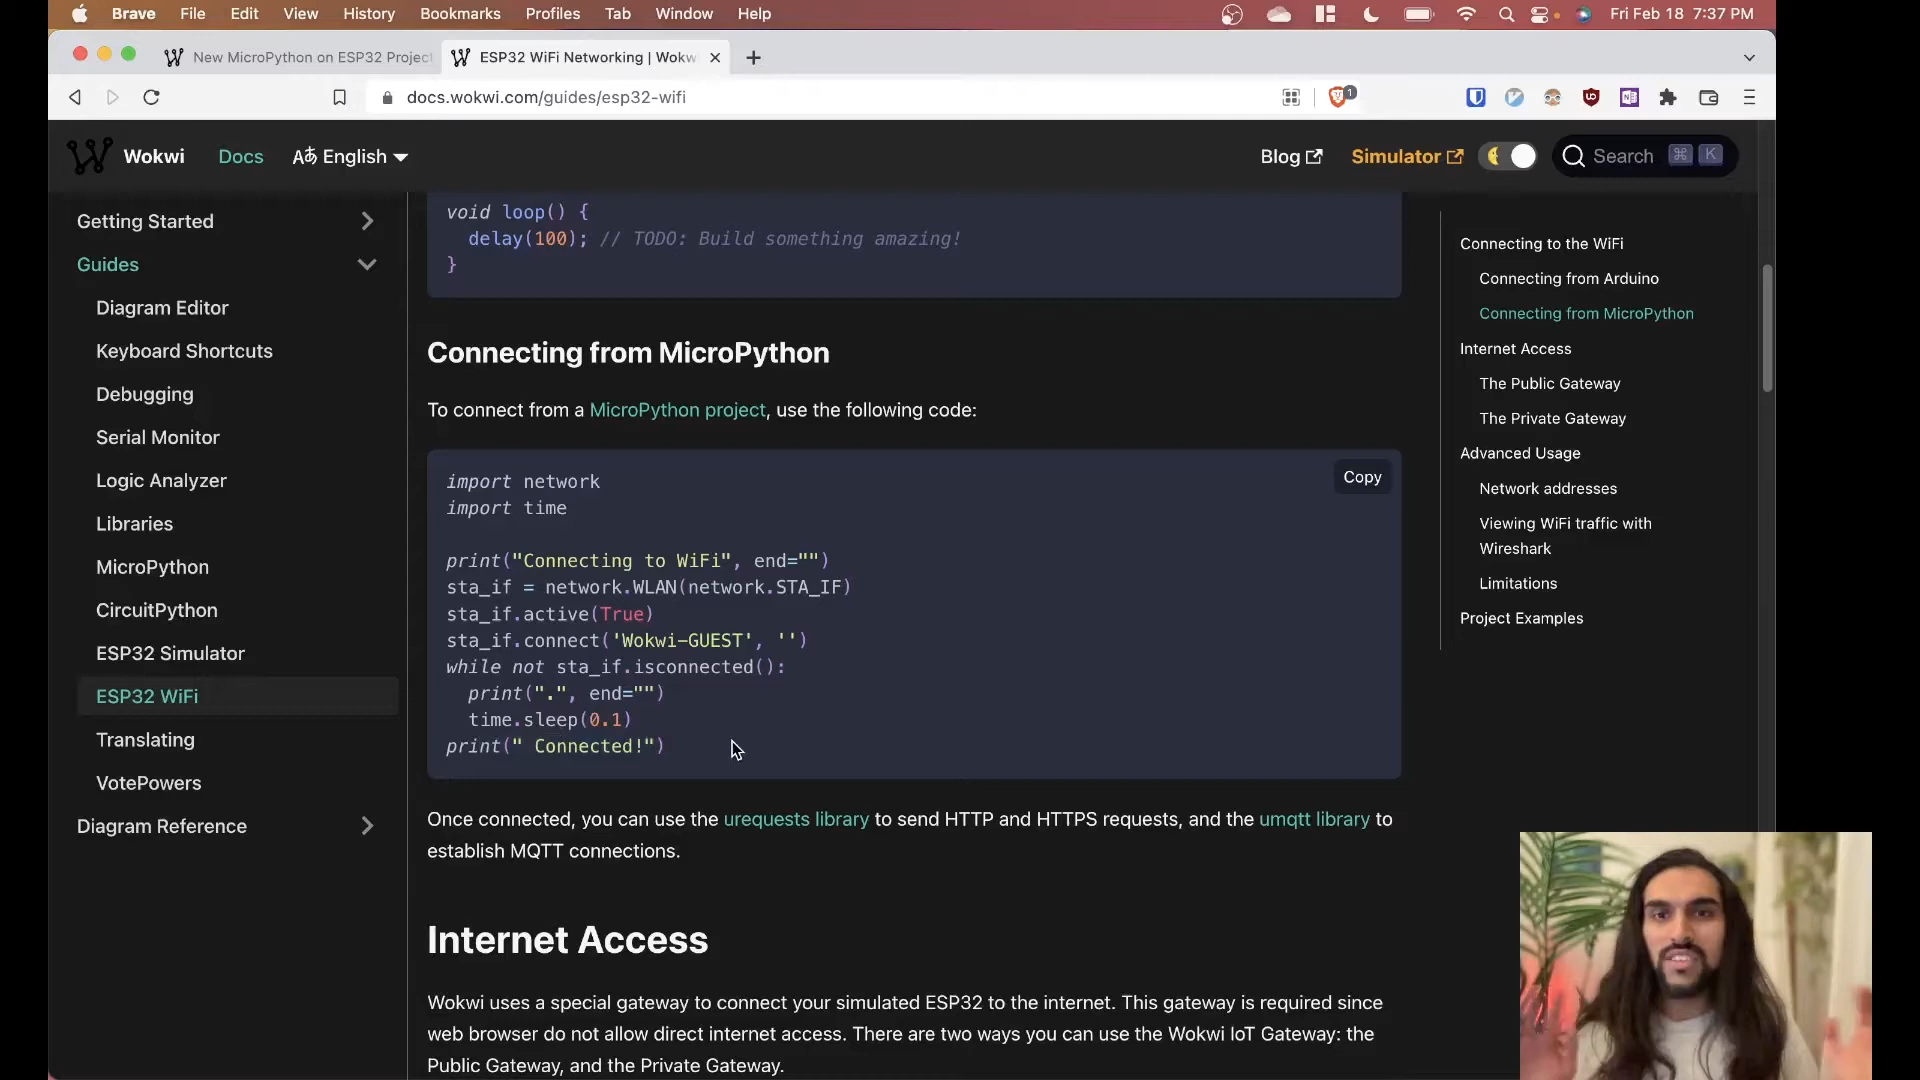 Brave File Edit View History Bookmarks Profiles Tab Window Help Fri Feb 18 7:37 PM
New MicroPython on ESP32 Project ESP32 WiFi Networking | Wokw
docs.wokwi.com/guides/esp32-wifi 1
Wokwi Docs English Blog Simulator Search ⌘ K
Getting Started
Guides
Diagram Editor
Keyboard Shortcuts
Debugging
Serial Monitor
Logic Analyzer
Libraries
MicroPython
CircuitPython
ESP32 Simulator
ESP32 WiFi
Translating
VotePowers
Diagram Reference
void loop() {
  delay(100); // TODO: Build something amazing!
}
Connecting from MicroPython
To connect from a MicroPython project, use the following code:
Copy
import network
import time
print("Connecting to WiFi", end="")
sta_if = network.WLAN(network.STA_IF)
sta_if.active(True)
sta_if.connect('Wokwi-GUEST', '')
while not sta_if.isconnected():
  print(".", end="")
  time.sleep(0.1)
print(" Connected!")
Once connected, you can use the urequests library to send HTTP and HTTPS requests, and the umqtt library to
establish MQTT connections.
Internet Access
Wokwi uses a special gateway to connect your simulated ESP32 to the internet. This gateway is required since
web browser do not allow direct internet access. There are two ways you can use the Wokwi IoT Gateway: the
Public Gateway, and the Private Gateway.
Connecting to the WiFi
Connecting from Arduino
Connecting from MicroPython
Internet Access
The Public Gateway
The Private Gateway
Advanced Usage
Network addresses
Viewing WiFi traffic with
Wireshark
Limitations
Project Examples